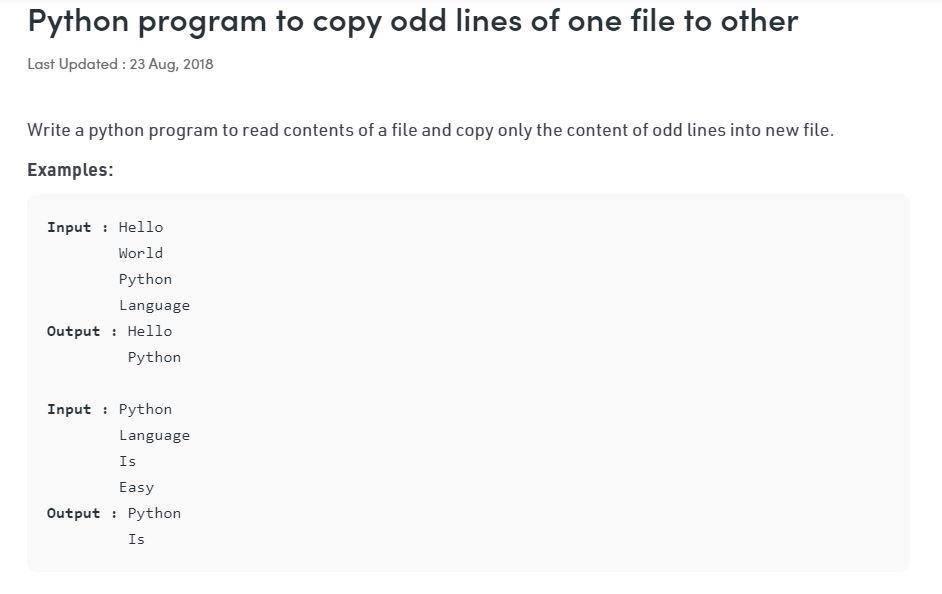 Python program to copy odd lines of one file to other
Last Updated : 23 Aug, 2018
Write a python program to read contents of a file and copy only the content of odd lines into new file.
Examples:
Input : Hello
World
Python
Language
Output : Hello
Python
Input : Python
Language
Is
Easy
Output : Python
Is